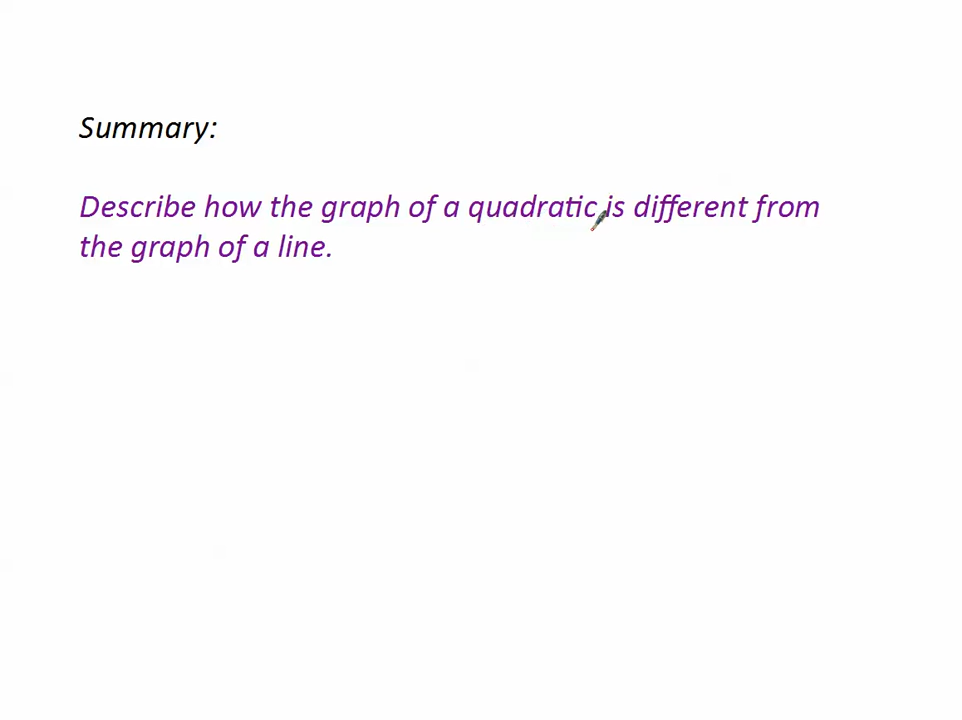 Summary:
Describe how the graph of a quadratic is different from
the graph of a line.